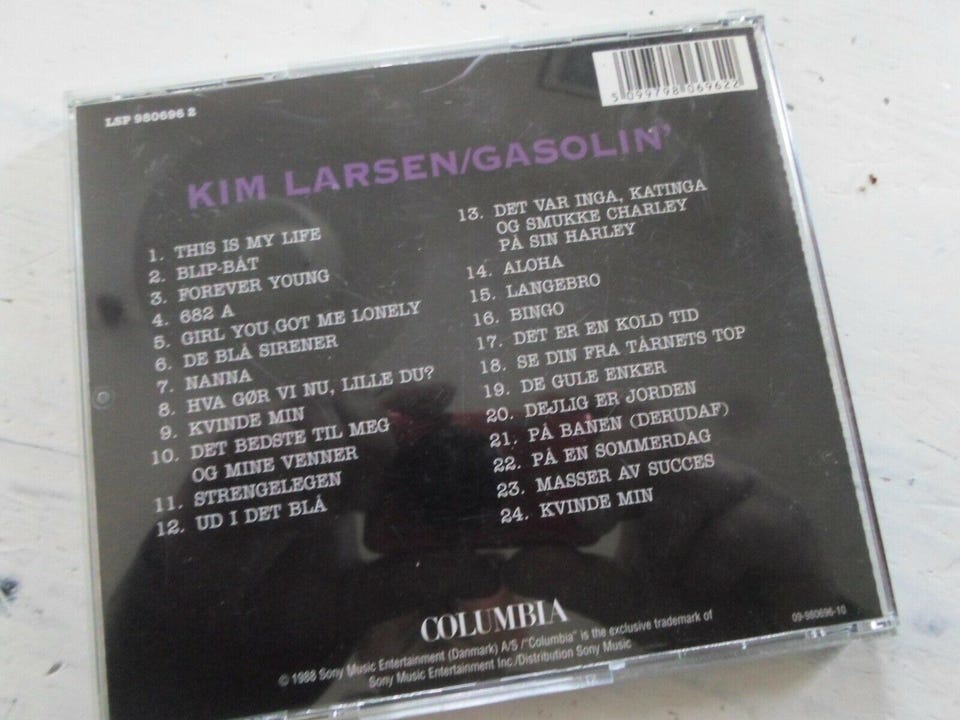 LSP 980696 2
5 099798 069622
KIM LARSEN/GASOLIN'
1. THIS IS MY LIFE
2. BLIP-BÅT
3. FOREVER YOUNG
4. 682 A
5. GIRL YOU GOT ME LONELY
6. DE BLÅ SIRENER
7. NANNA
8. HVA GØR VI NU, LILLE DU?
9. KVINDE MIN
10. DET BEDSTE TIL MEG
OG MINE VENNER
11. STRENGELEGEN
12. UD I DET BLÅ
13. DET VAR INGA, KATINGA
OG SMUKKE CHARLEY
PÅ SIN HARLEY
14. ALOHA
15. LANGEBRO
16. BINGO
17. DET ER EN KOLD TID
18. SE DIN FRA TÅRNETS TOP
19. DE GULE ENKER
20. DEJLIG ER JORDEN
21. PÅ BANEN (DERUDAF)
22. PÅ EN SOMMERDAG
23. MASSER AV SUCCES
24. KVINDE MIN
COLUMBIA
09-980696-10
© 1988 Sony Music Entertainment (Danmark) A/S /"Columbia" is the exclusive trademark of
Sony Music Entertainment Inc./Distribution Sony Music